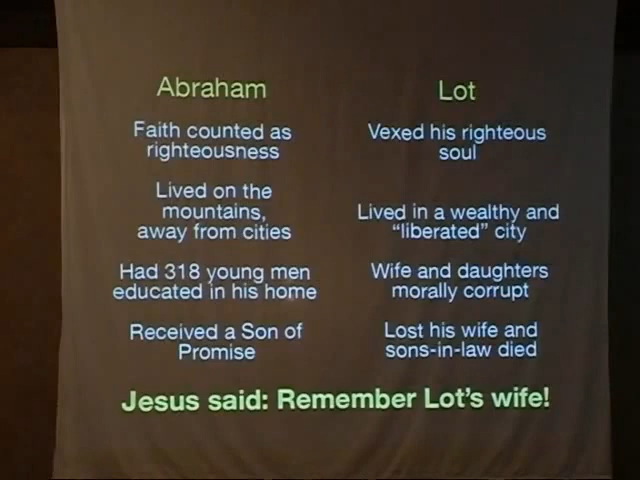 Abraham
Faith counted as
righteousness
Lived on the
mountains,
away from cities
Had 318 young men
educated in his home
Received a Son of
Promise
Lot
Vexed his righteous
soul
Lived in a wealthy and
“liberated” city
Wife and daughters
morally corrupt
Lost his wife and
sons-in-law died
Jesus said: Remember Lot’s wife!